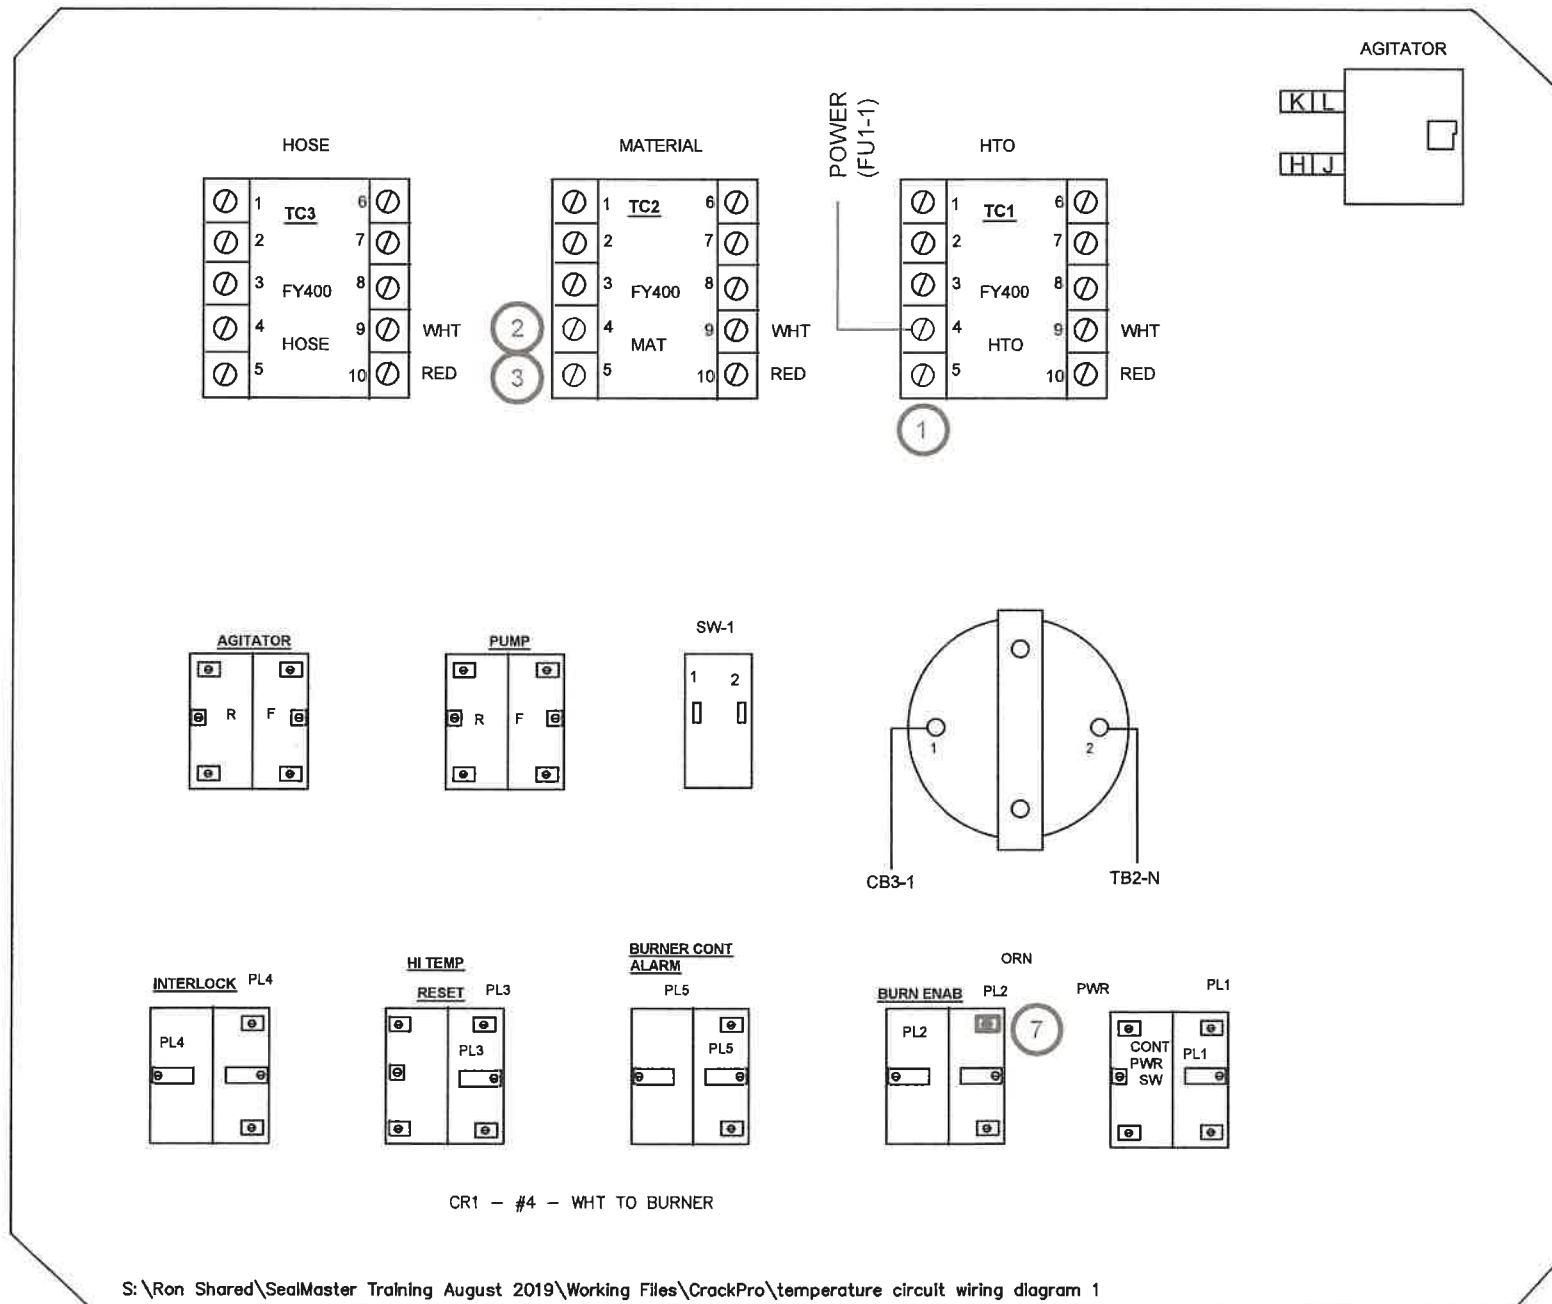 AGITATOR
K L
H J
POWER
(FU1-1)
HOSE
MATERIAL
HTO
1 TC3 6
2 7
3 FY400 8
4 HOSE 9 WHT
5 10 RED
1 TC2 6
2 7
3 FY400 8
2 4 MAT 9 WHT
3 5 10 RED
1 TC1 6
2 7
3 FY400 8
4 HTO 9 WHT
5 10 RED
1
AGITATOR
R F
PUMP
R F
SW-1
1 2
1 2
CB3-1
TB2-N
INTERLOCK PL4
PL4
HI TEMP
RESET PL3
PL3
BURNER CONT
ALARM
PL5
PL5
ORN
BURN ENAB PL2
PL2
7
PWR PL1
CONT
PWR
SW
PL1
CR1 - #4 - WHT TO BURNER
S:\Ron Shared\SealMaster Training August 2019\Working Files\CrackPro\temperature circuit wiring diagram 1